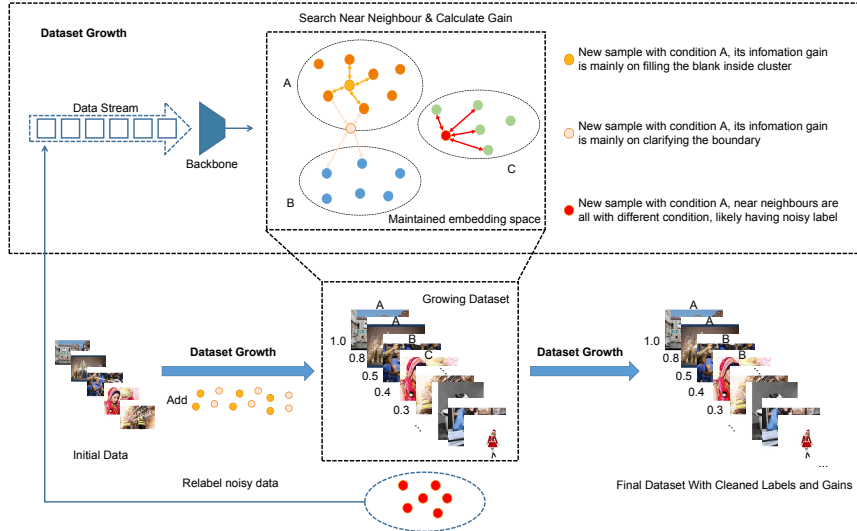 Search Near Neighbour & Calculate Gain
Dataset Growth
Data Stream
Backbone
A
B
C
Maintained embedding space
New sample with condition A, its infomation gain
is mainly on filling the blank inside cluster
New sample with condition A, its infomation gain
is mainly on clarifying the boundary
New sample with condition A, near neighbours are
all with different condition, likely having noisy label
Initial Data
Dataset Growth
Add
Growing Dataset
A
A
B
C
1.0
0.8
0.5
0.4
0.3
...
...
Dataset Growth
A
A
B
B
1.0
0.8
0.5
0.4
0.3
...
...
...
Relabel noisy data
Final Dataset With Cleaned Labels and Gains